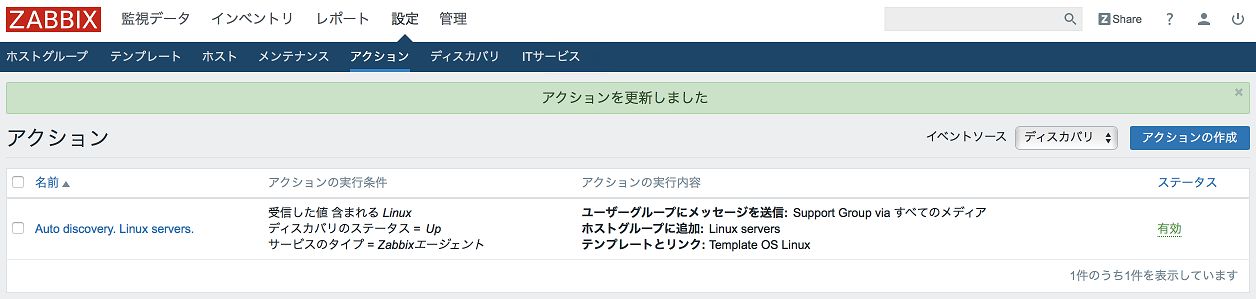 ZABBIX 監視データ インベントリ レポート 設定 管理 Z Share ?
ホストグループ テンプレート ホスト メンテナンス アクション ディスカバリ ITサービス
アクションを更新しました ×
アクション イベントソース ディスカバリ アクションの作成
名前 アクションの実行条件 アクションの実行内容 ステータス
受信した値 含まれる Linux ユーザーグループにメッセージを送信: Support Group via すべてのメディア
Auto discovery. Linux servers. ディスカバリのステータス = Up ホストグループに追加: Linux servers 有効
サービスのタイプ = Zabbixエージェント テンプレートとリンク: Template OS Linux
1件のうち1件を表示しています